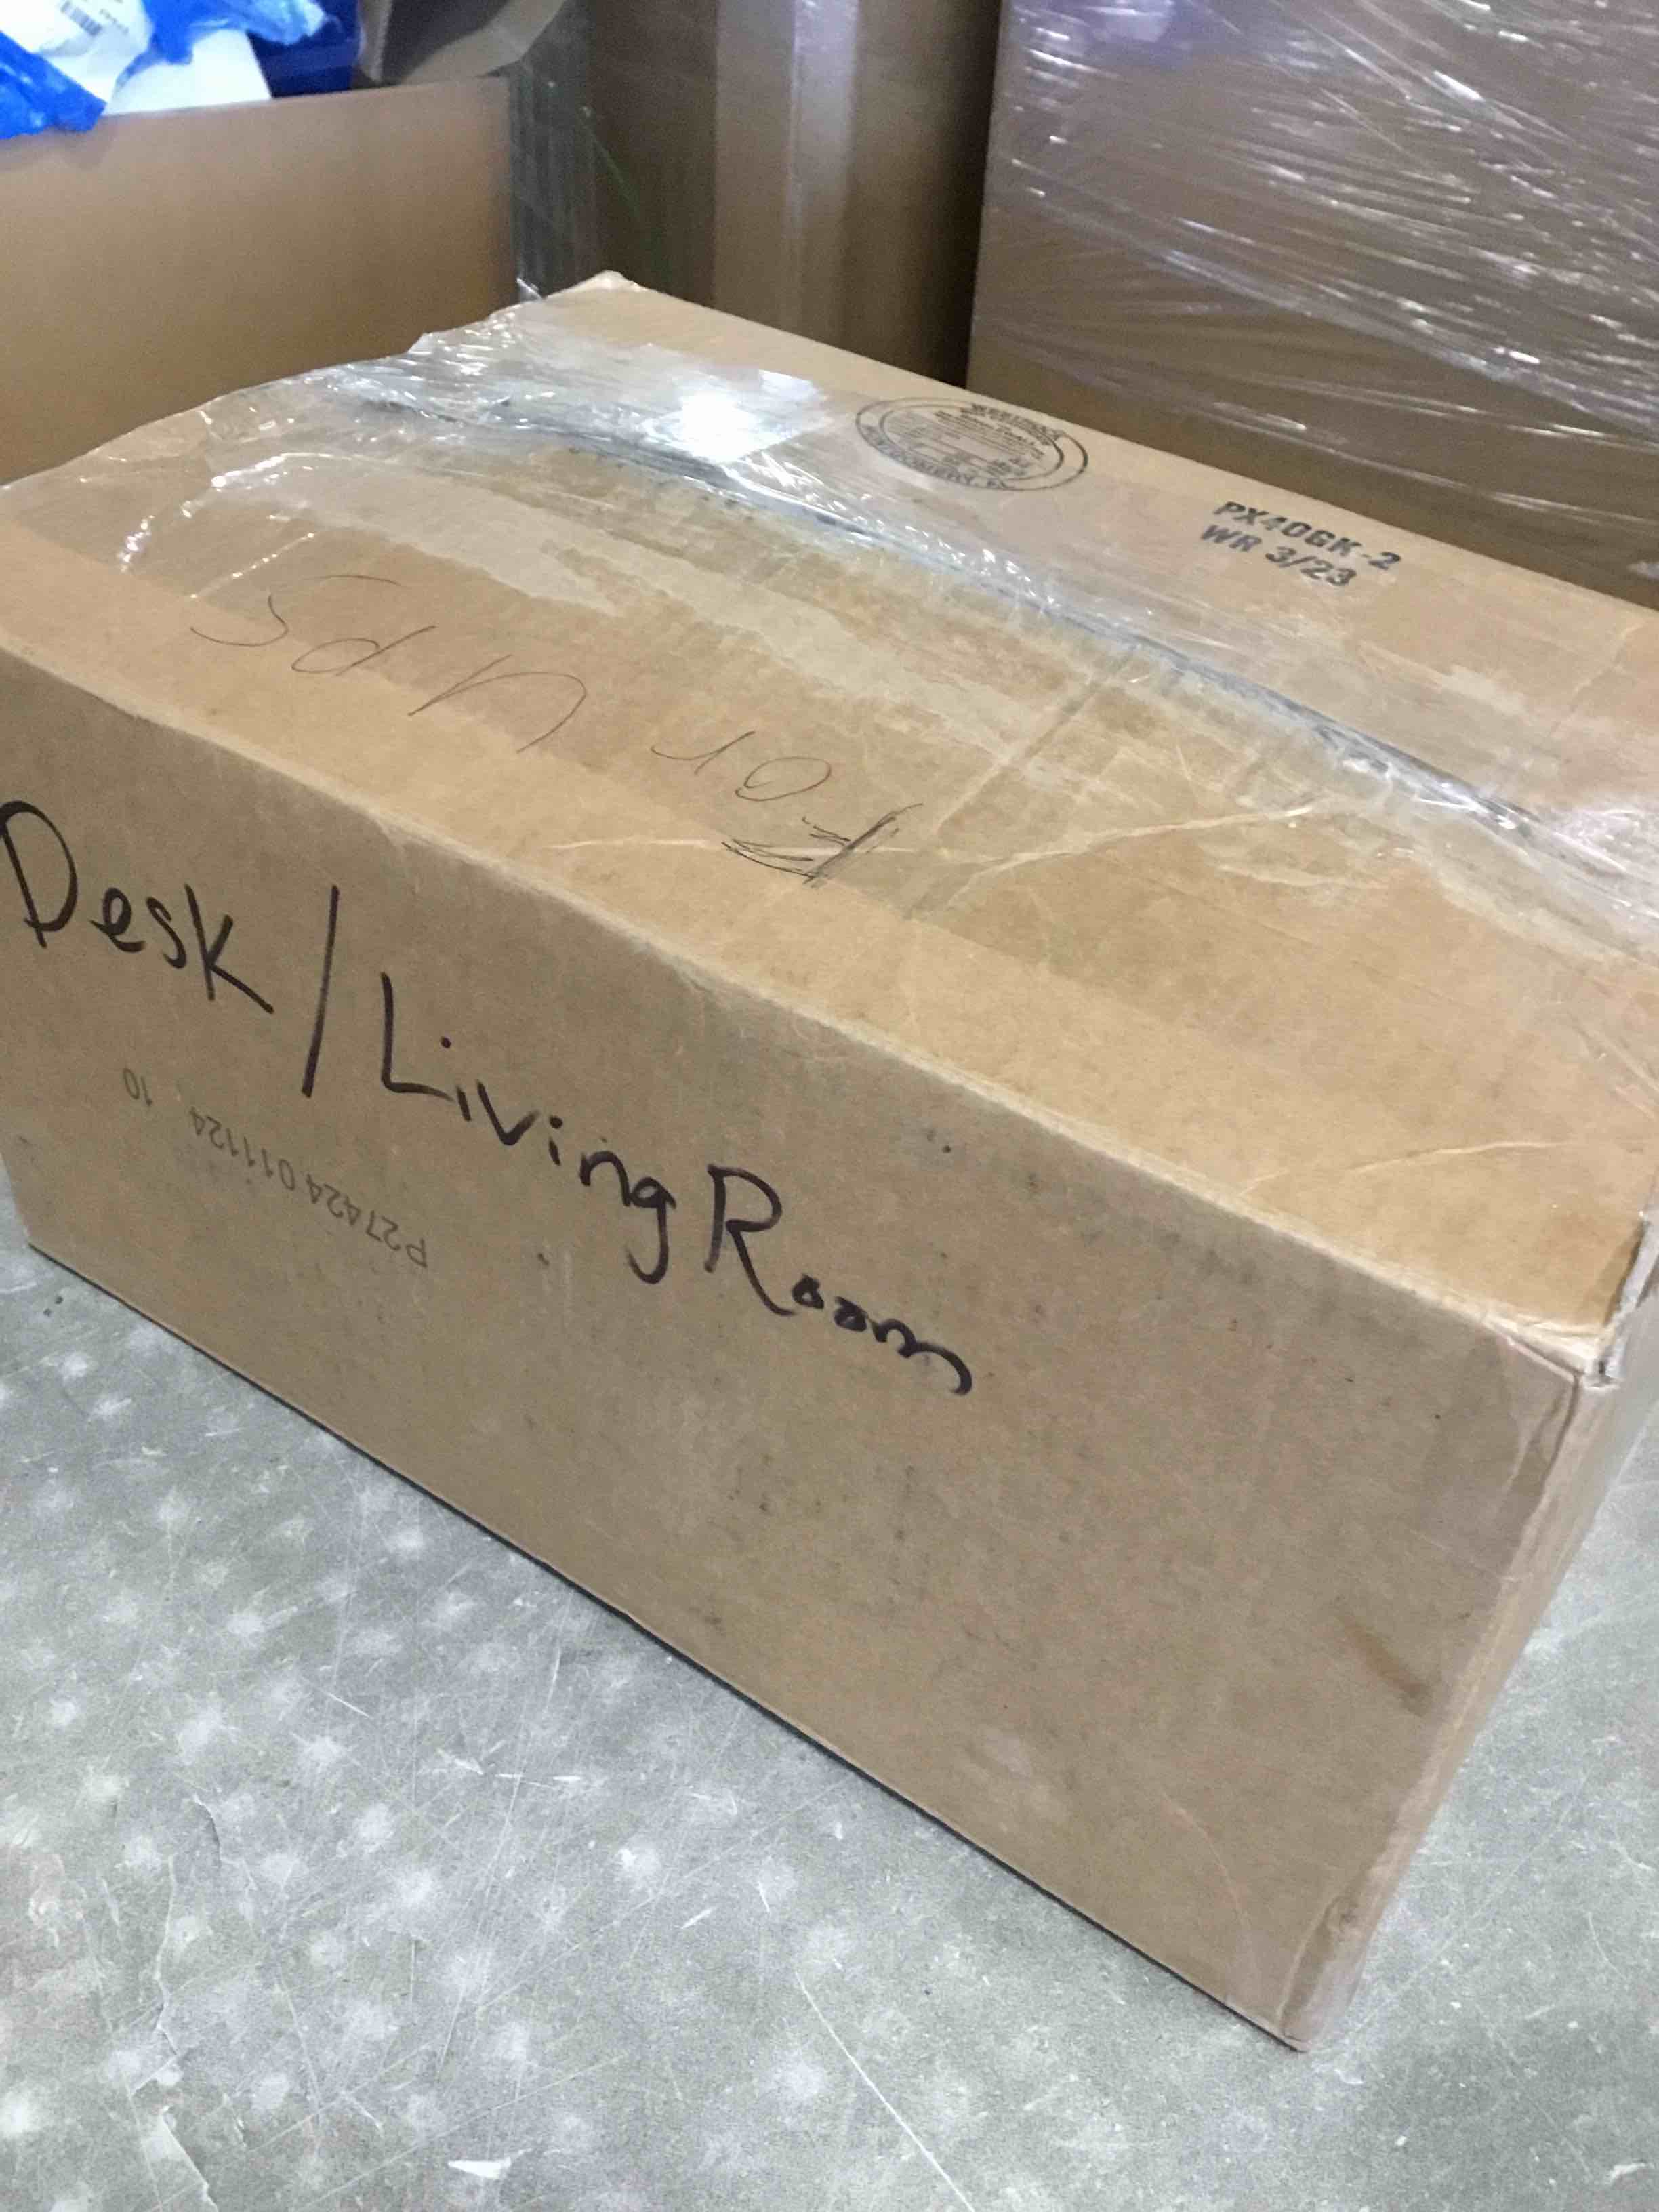 PX40GK-2
WR 3/23
For UPS
Desk / Living Room
P27424 011124 10